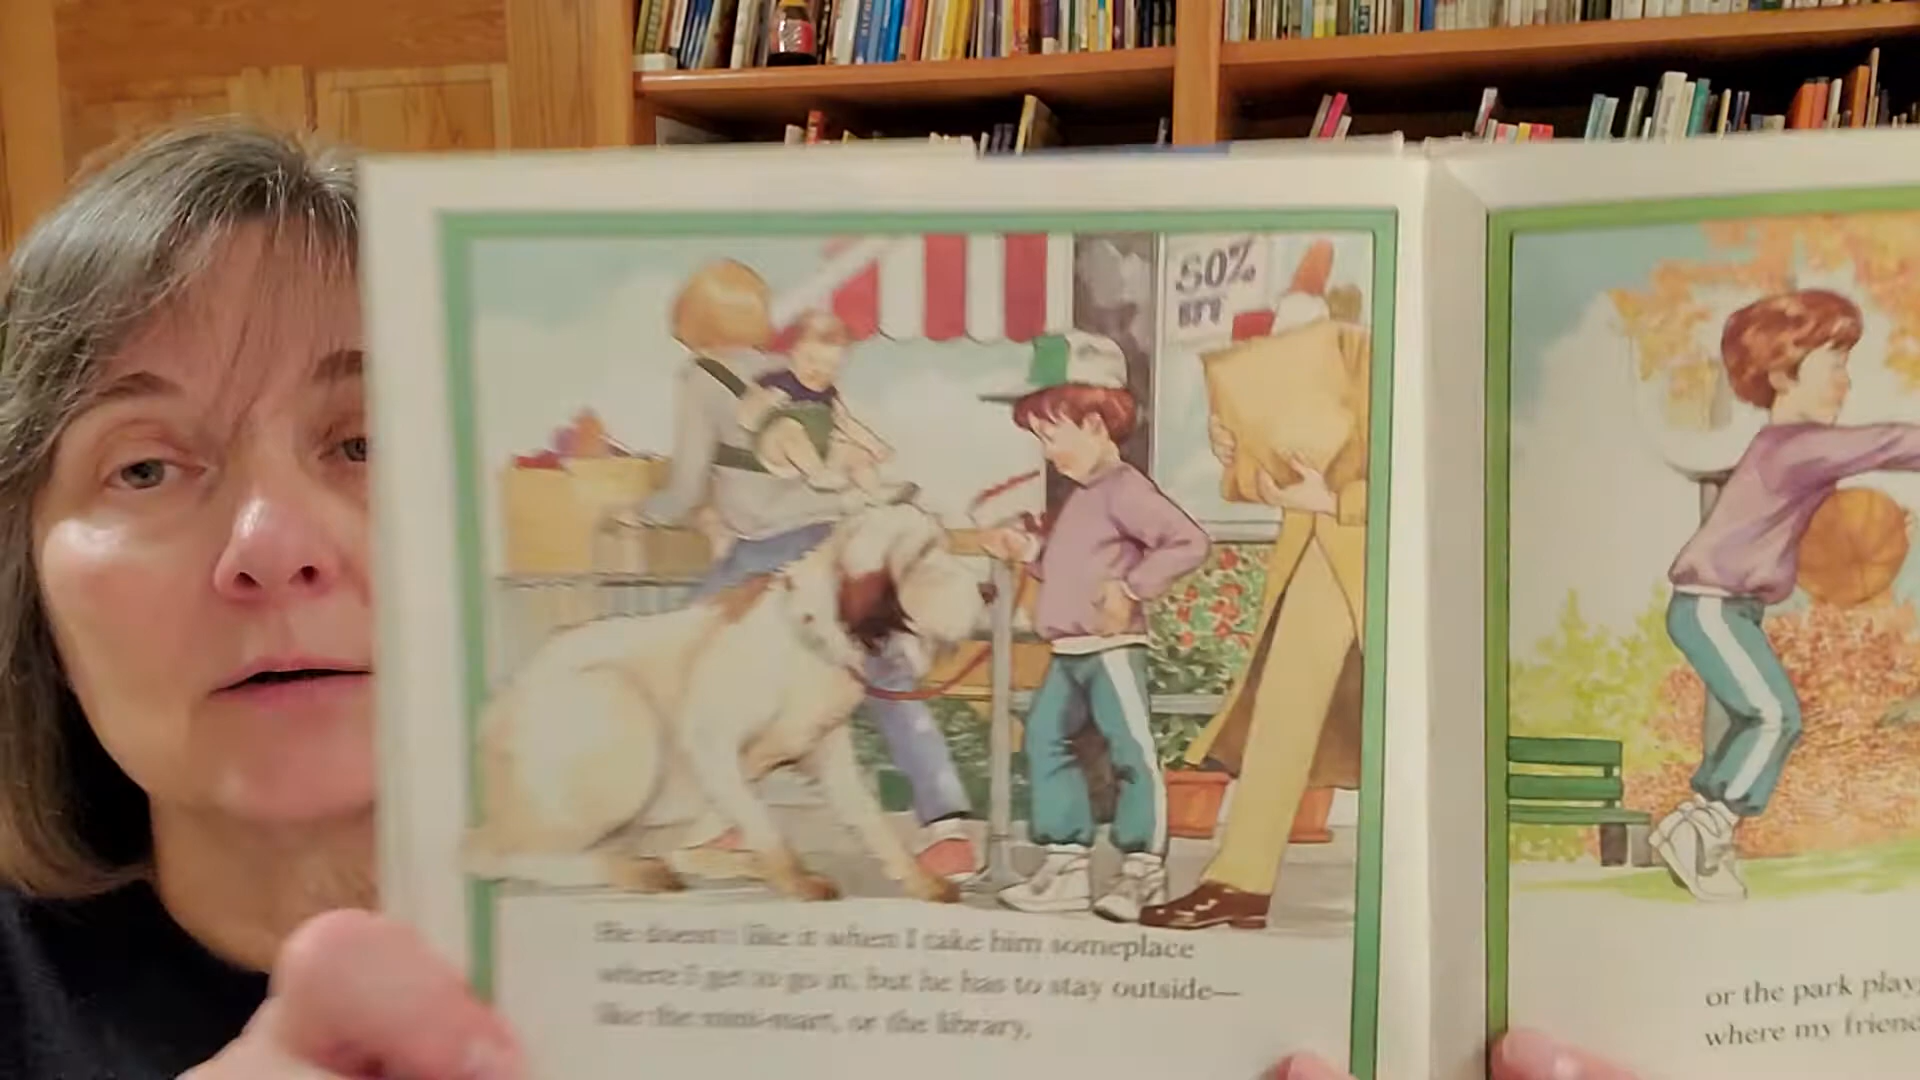 50%
OFF
He doesn't like it when I take him someplace
where I get to go in, but he has to stay outside—
like the mini-mart, or the library,
or the park play
where my friend